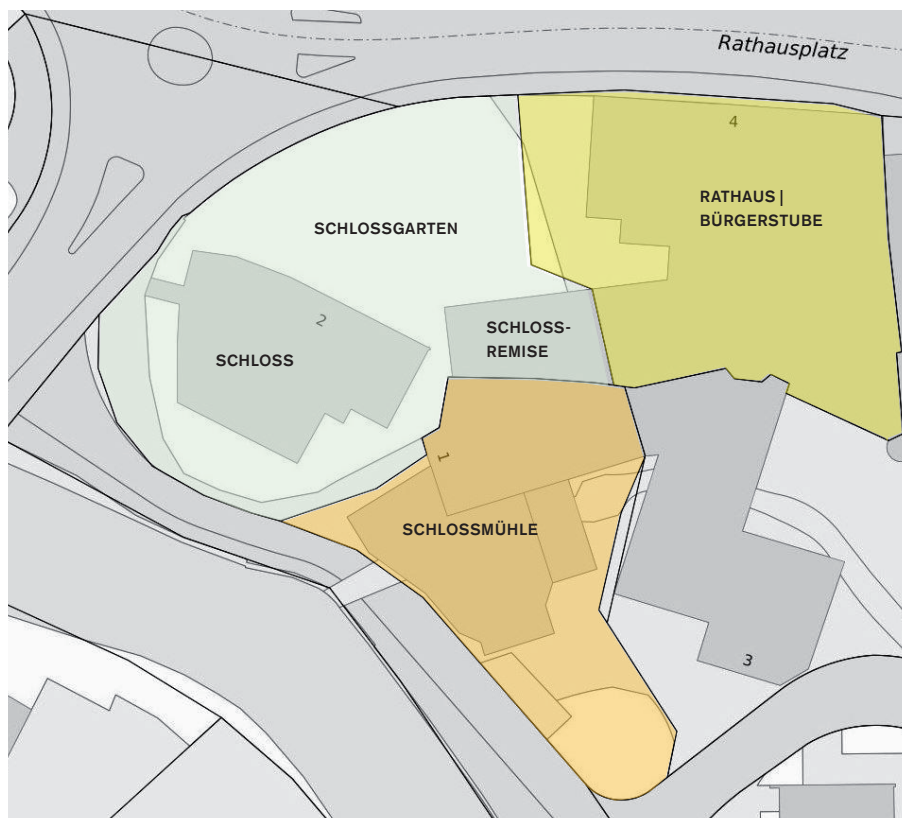 Rathausplatz
4
RATHAUS |
BÜRGERSTUBE
SCHLOSSGARTEN
2
SCHLOSS
SCHLOSS-
REMISE
1
SCHLOSSMÜHLE
3